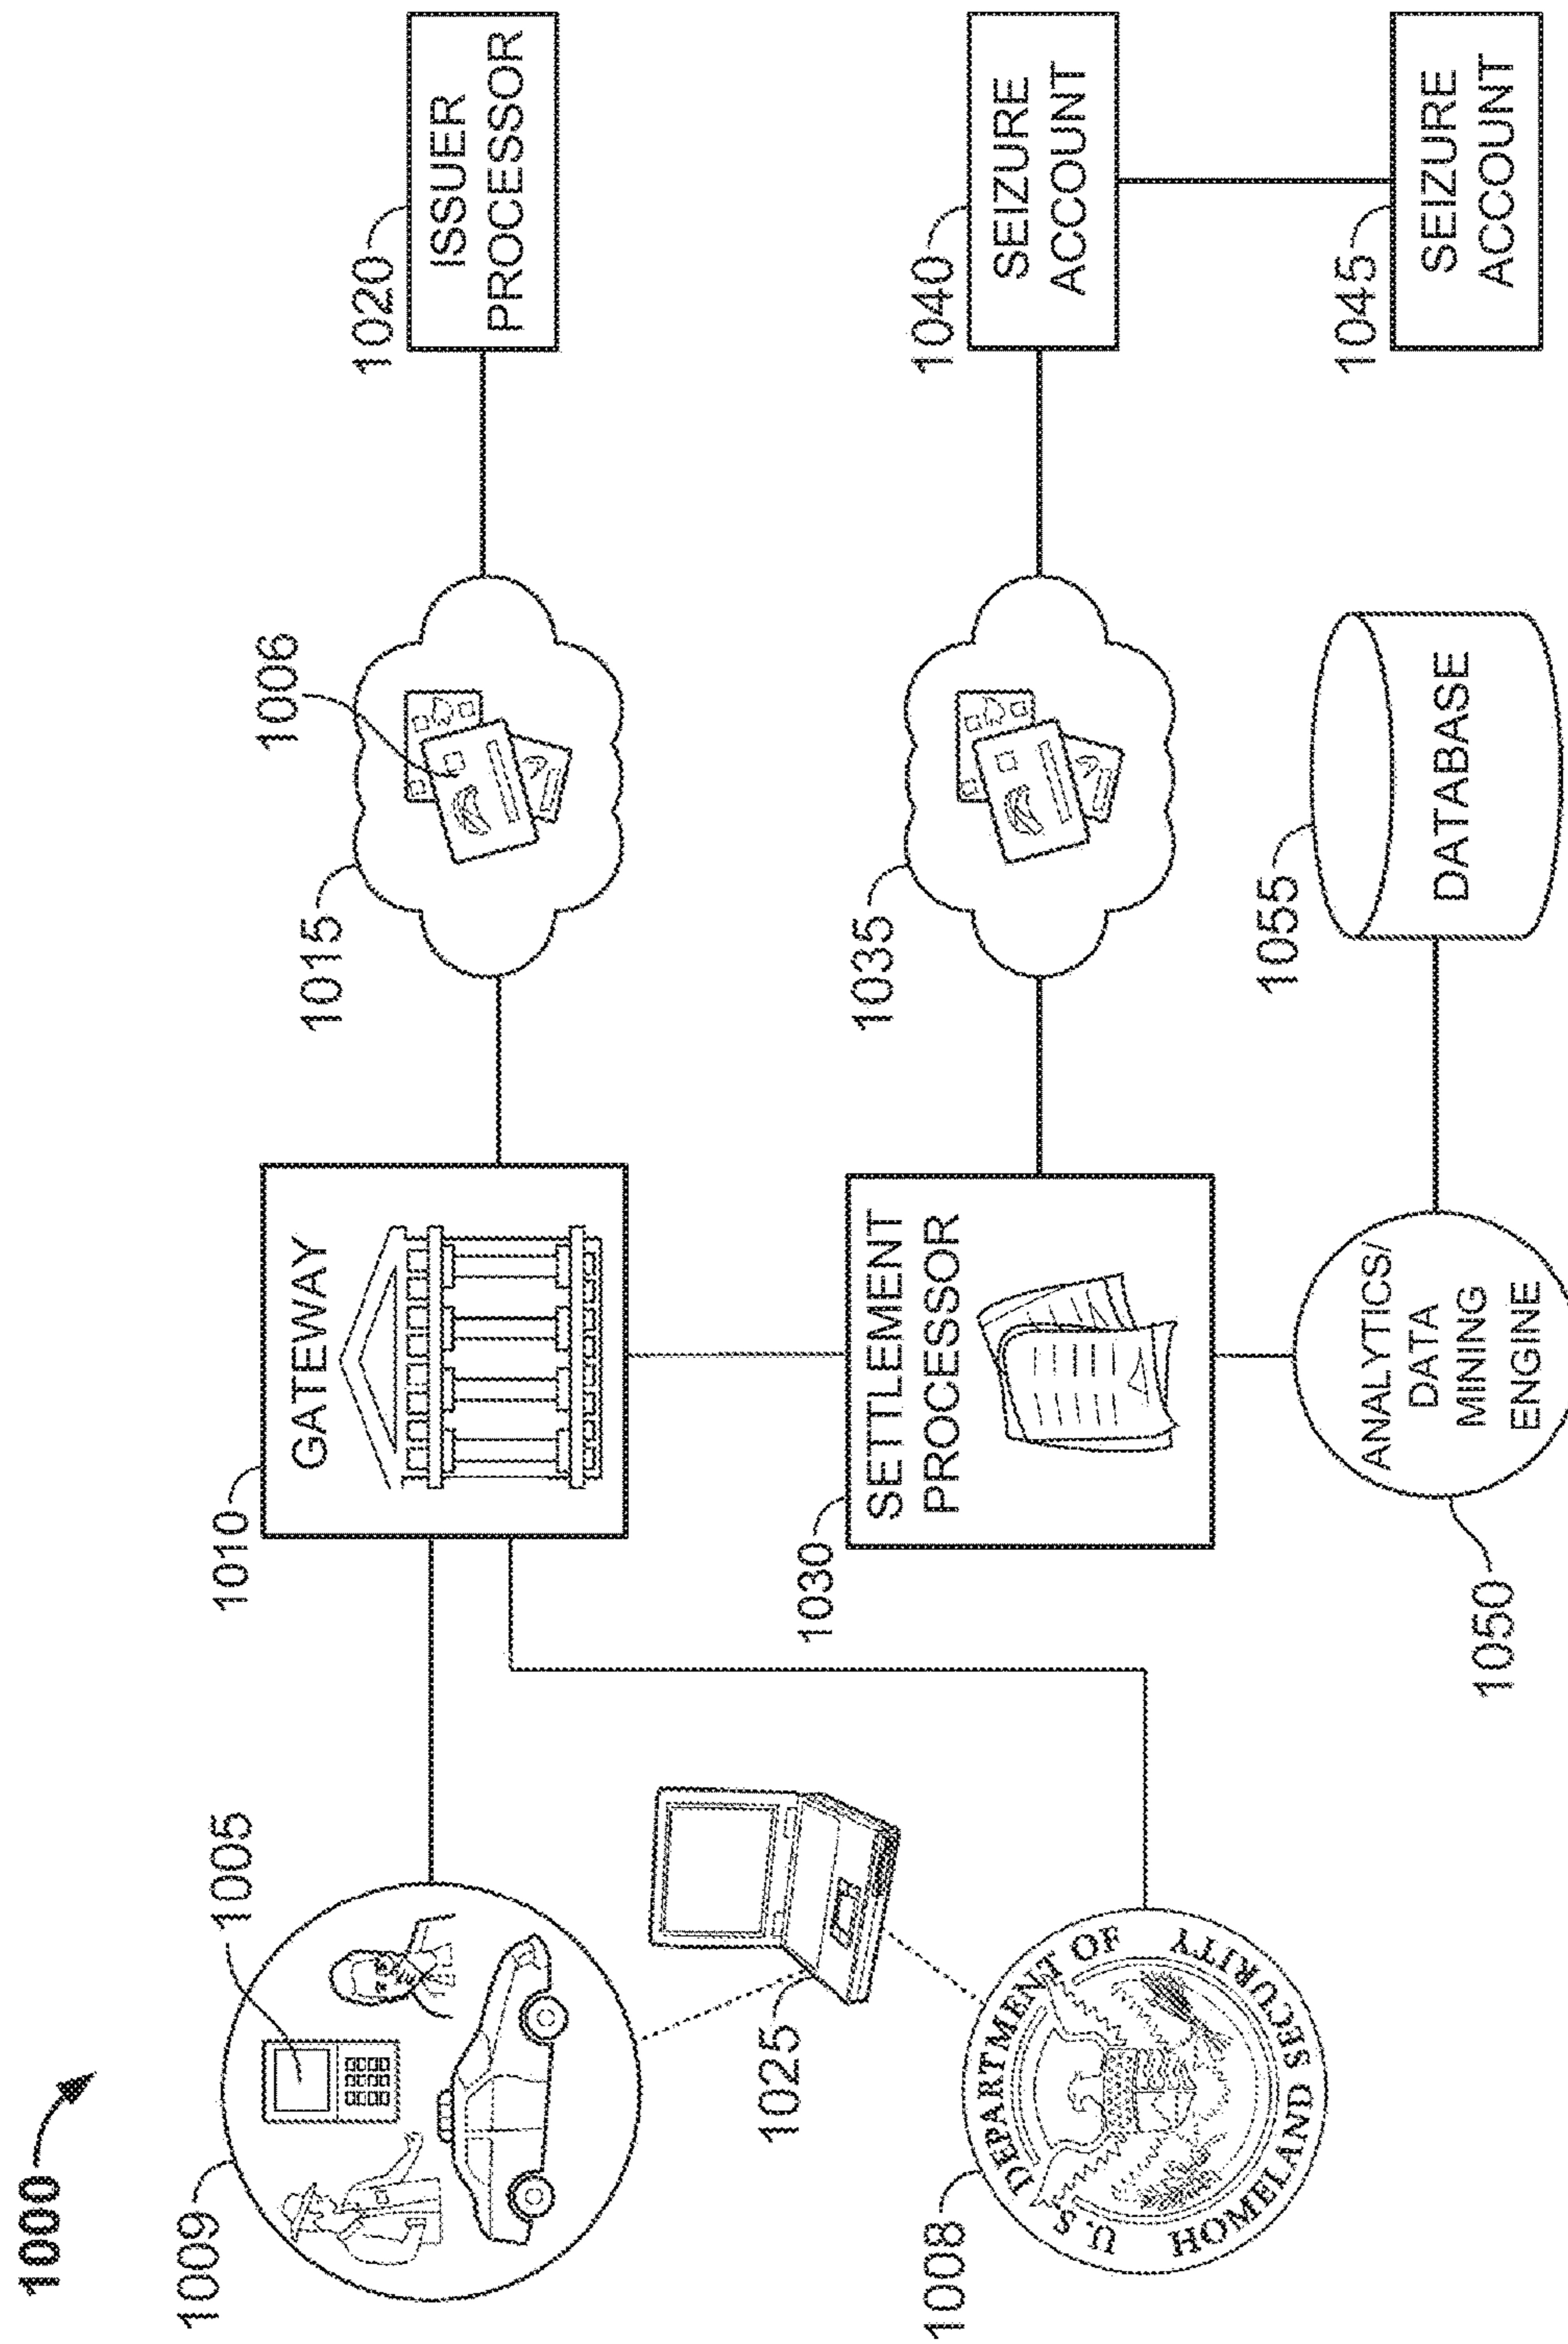 1000
1009
1005
1010
GATEWAY
1015
1006
1020
ISSUER
PROCESSOR
1025
1030
SETTLEMENT
PROCESSOR
1035
1040
SEIZURE
ACCOUNT
1008
U.S. DEPARTMENT OF
HOMELAND SECURITY
1050
ANALYTICS/
DATA
MINING
ENGINE
1055
DATABASE
1045
SEIZURE
ACCOUNT